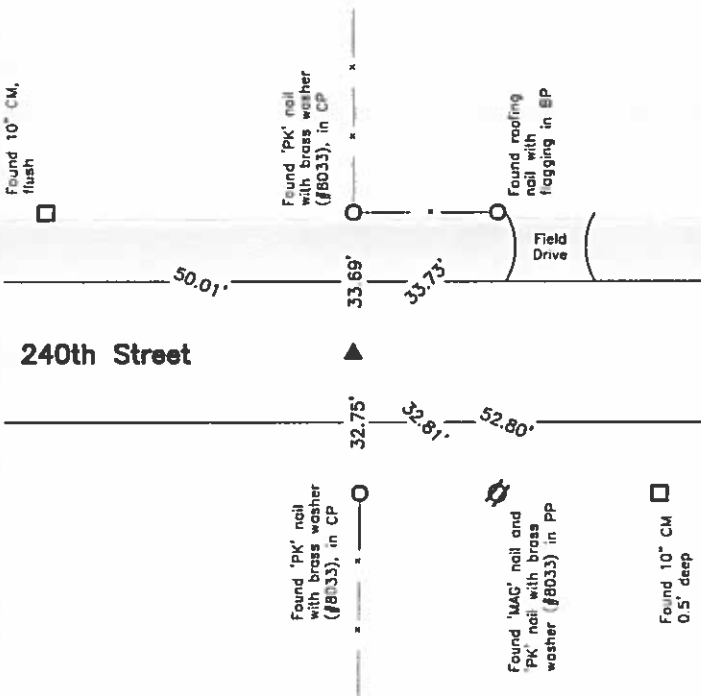 Found 10" CM,
flush
Found 'PK' nail
with brass washer
(#8033), in CP
Found roofing
nail with
flagging in BP
Field
Drive
50.01'
33.69'
33.73'
240th Street
32.75'
32.81'
52.80'
Found 'PK' nail
with brass washer
(#8033), in CP
Found 'MAG' nail and
'PK' nail with brass
washer (#8033) in PP
Found 10" CM
0.5' deep